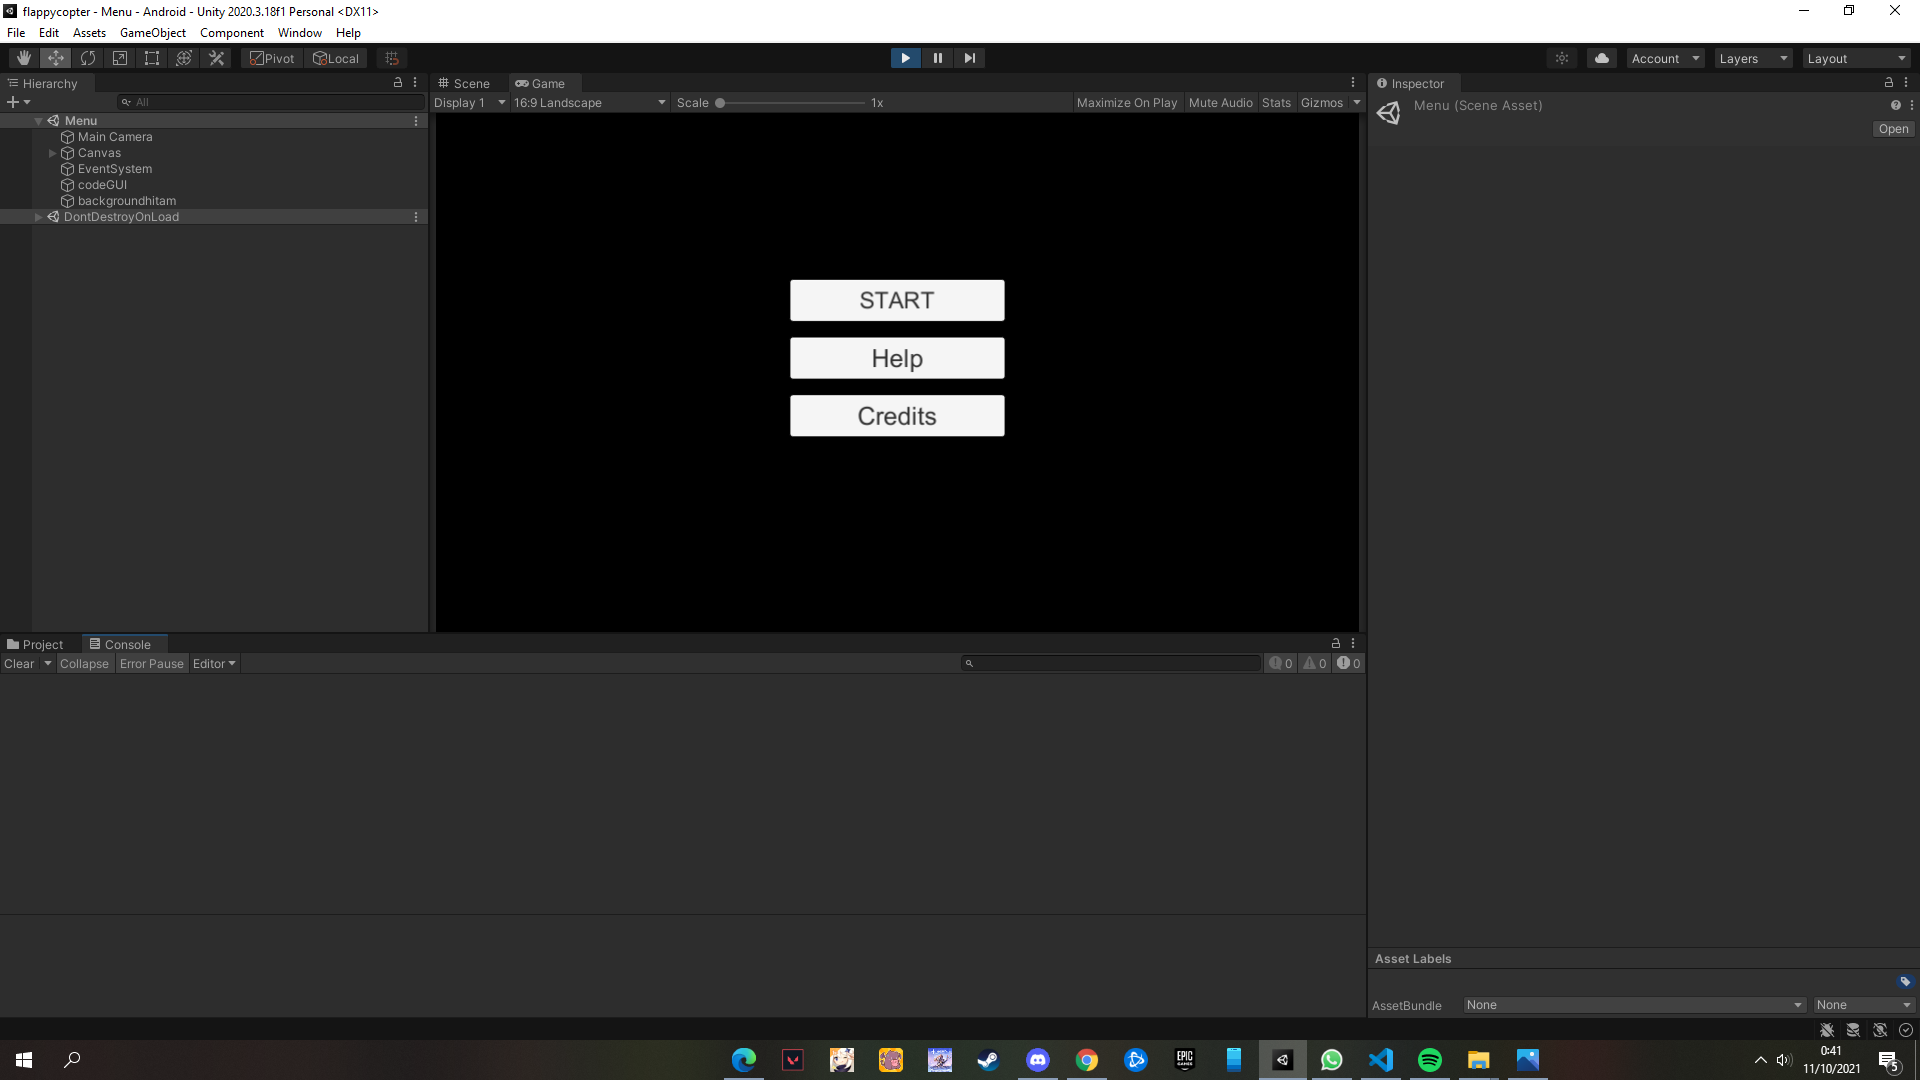 flappycopter - Menu - Android - Unity 2020.3.18f1 Personal <DX11>
File Edit Assets GameObject Component Window Help
Pivot Local Account Layers Layout
Hierarchy
All
Menu
Main Camera
Canvas
EventSystem
codeGUI
backgroundhitam
DontDestroyOnLoad
Scene Game
Display 1 16:9 Landscape Scale 1x Maximize On Play Mute Audio Stats Gizmos
START
Help
Credits
Inspector
Menu (Scene Asset)
Open
Project Console
Clear Collapse Error Pause Editor 0 0 0
Asset Labels
AssetBundle None None
EPIC
GAMES
0:41
11/10/2021
5